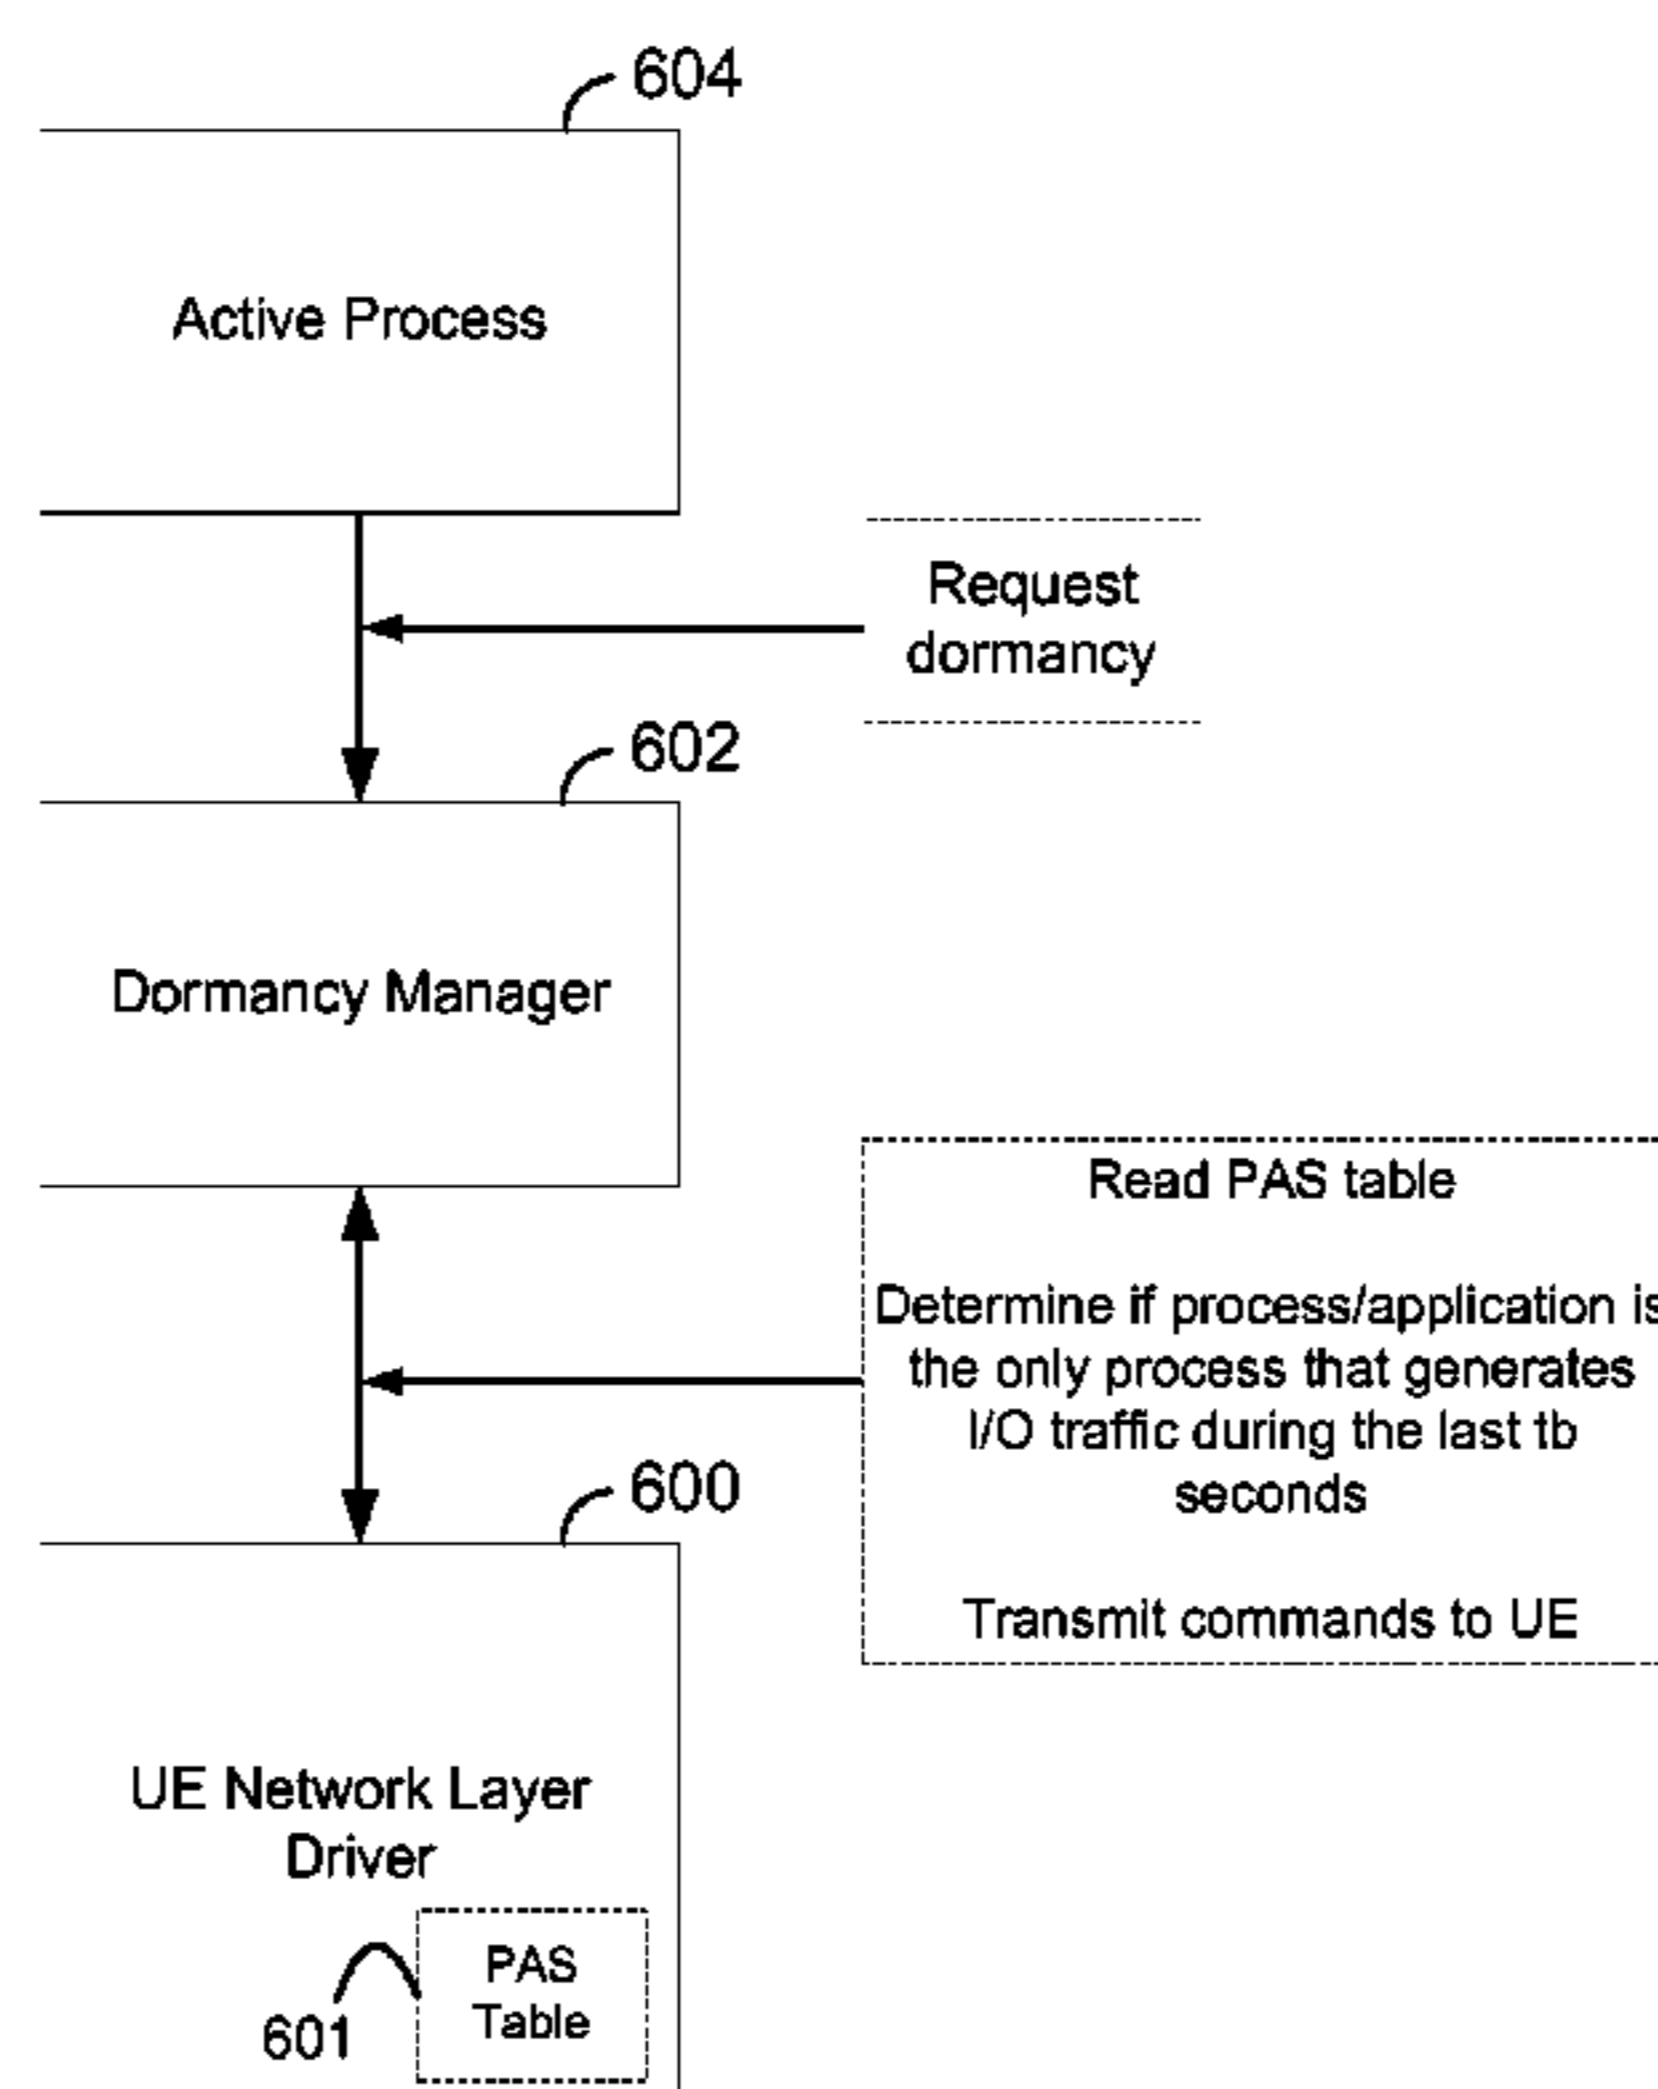 604
Active Process
Request
dormancy
602
Dormancy Manager
Read PAS table
Determine if process/application is
the only process that generates
I/O traffic during the last tb
seconds
Transmit commands to UE
600
UE Network Layer
Driver
PAS
Table
601